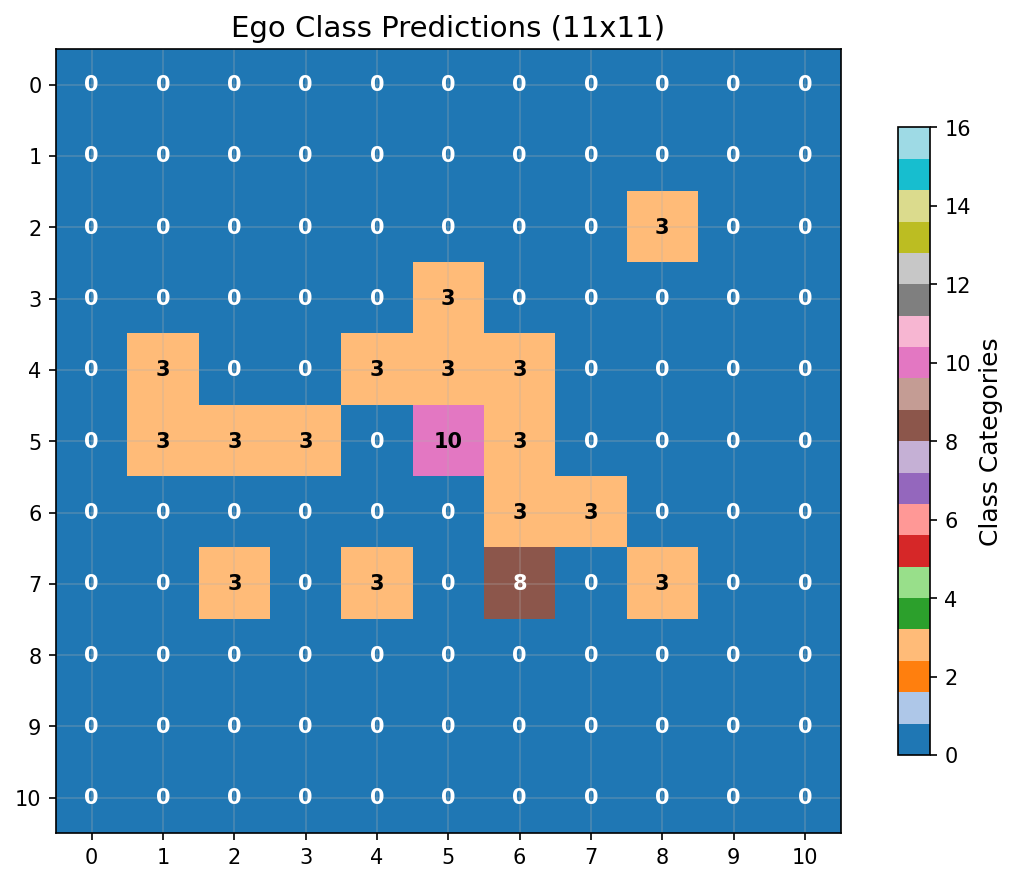 Ego Class Predictions (11x11)
0 0 0 0 0 0 0 0 0 0 0 0
1 0 0 0 0 0 0 0 0 0 0 0
2 0 0 0 0 0 0 0 0 3 0 0
3 0 0 0 0 0 3 0 0 0 0 0
4 0 3 0 0 3 3 3 0 0 0 0
5 0 3 3 3 0 10 3 0 0 0 0
6 0 0 0 0 0 0 3 3 0 0 0
7 0 0 3 0 3 0 8 0 3 0 0
8 0 0 0 0 0 0 0 0 0 0 0
9 0 0 0 0 0 0 0 0 0 0 0
10 0 0 0 0 0 0 0 0 0 0 0
0 1 2 3 4 5 6 7 8 9 10
16
14
12
10
8
6
4
2
0
Class Categories